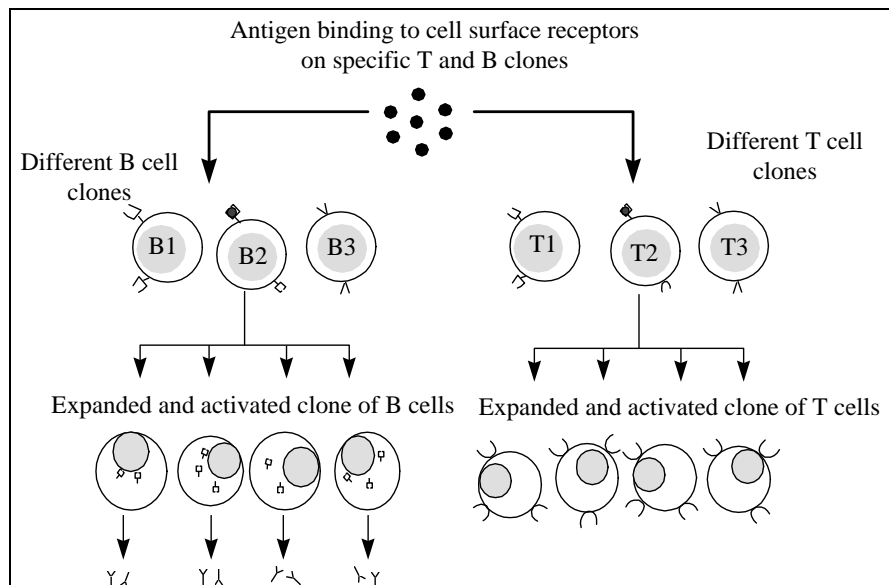 Antigen binding to cell surface receptors
on specific T and B clones
Different B cell
clones
Different T cell
clones
B1
B2
B3
T1
T2
T3
Expanded and activated clone of B cells
Expanded and activated clone of T cells